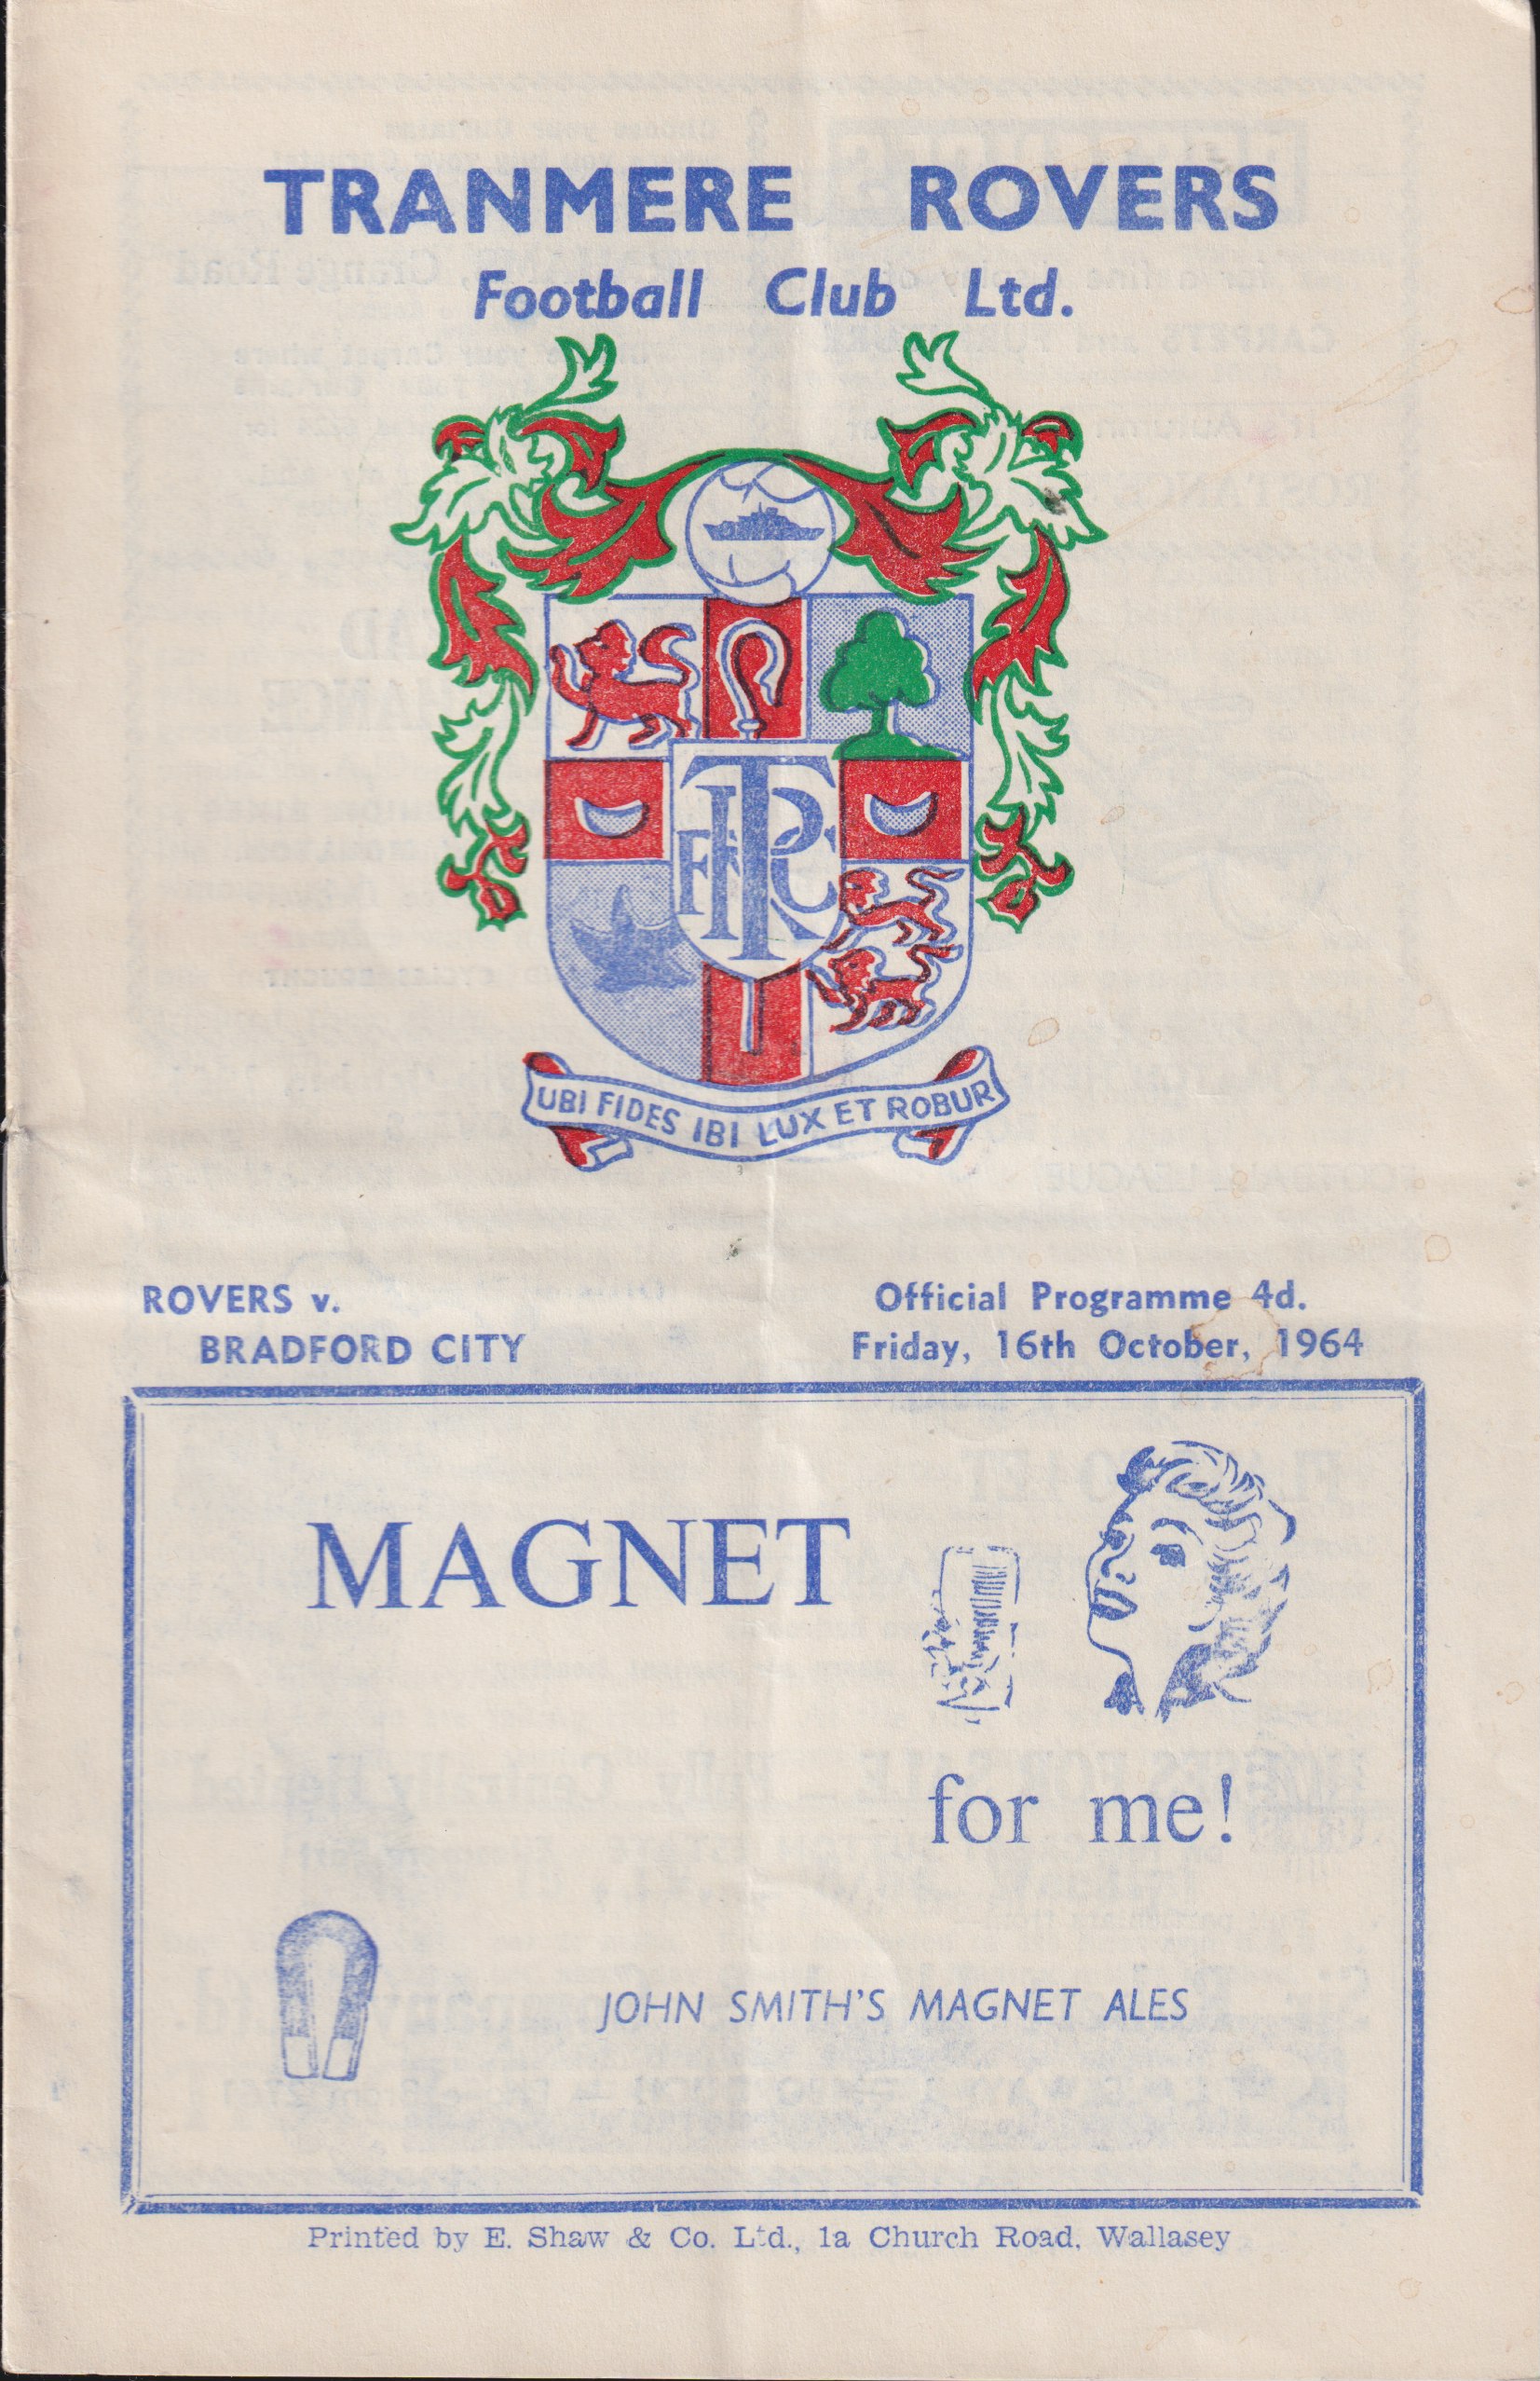 TRANMERE ROVERS
Football Club Ltd.
TRFC
UBI FIDES IBI LUX ET ROBUR
ROVERS v.
BRADFORD CITY
Official Programme 4d.
Friday, 16th October, 1964
MAGNET
for me!
JOHN SMITH'S MAGNET ALES
Printed by E. Shaw & Co. Ltd., 1a Church Road, Wallasey